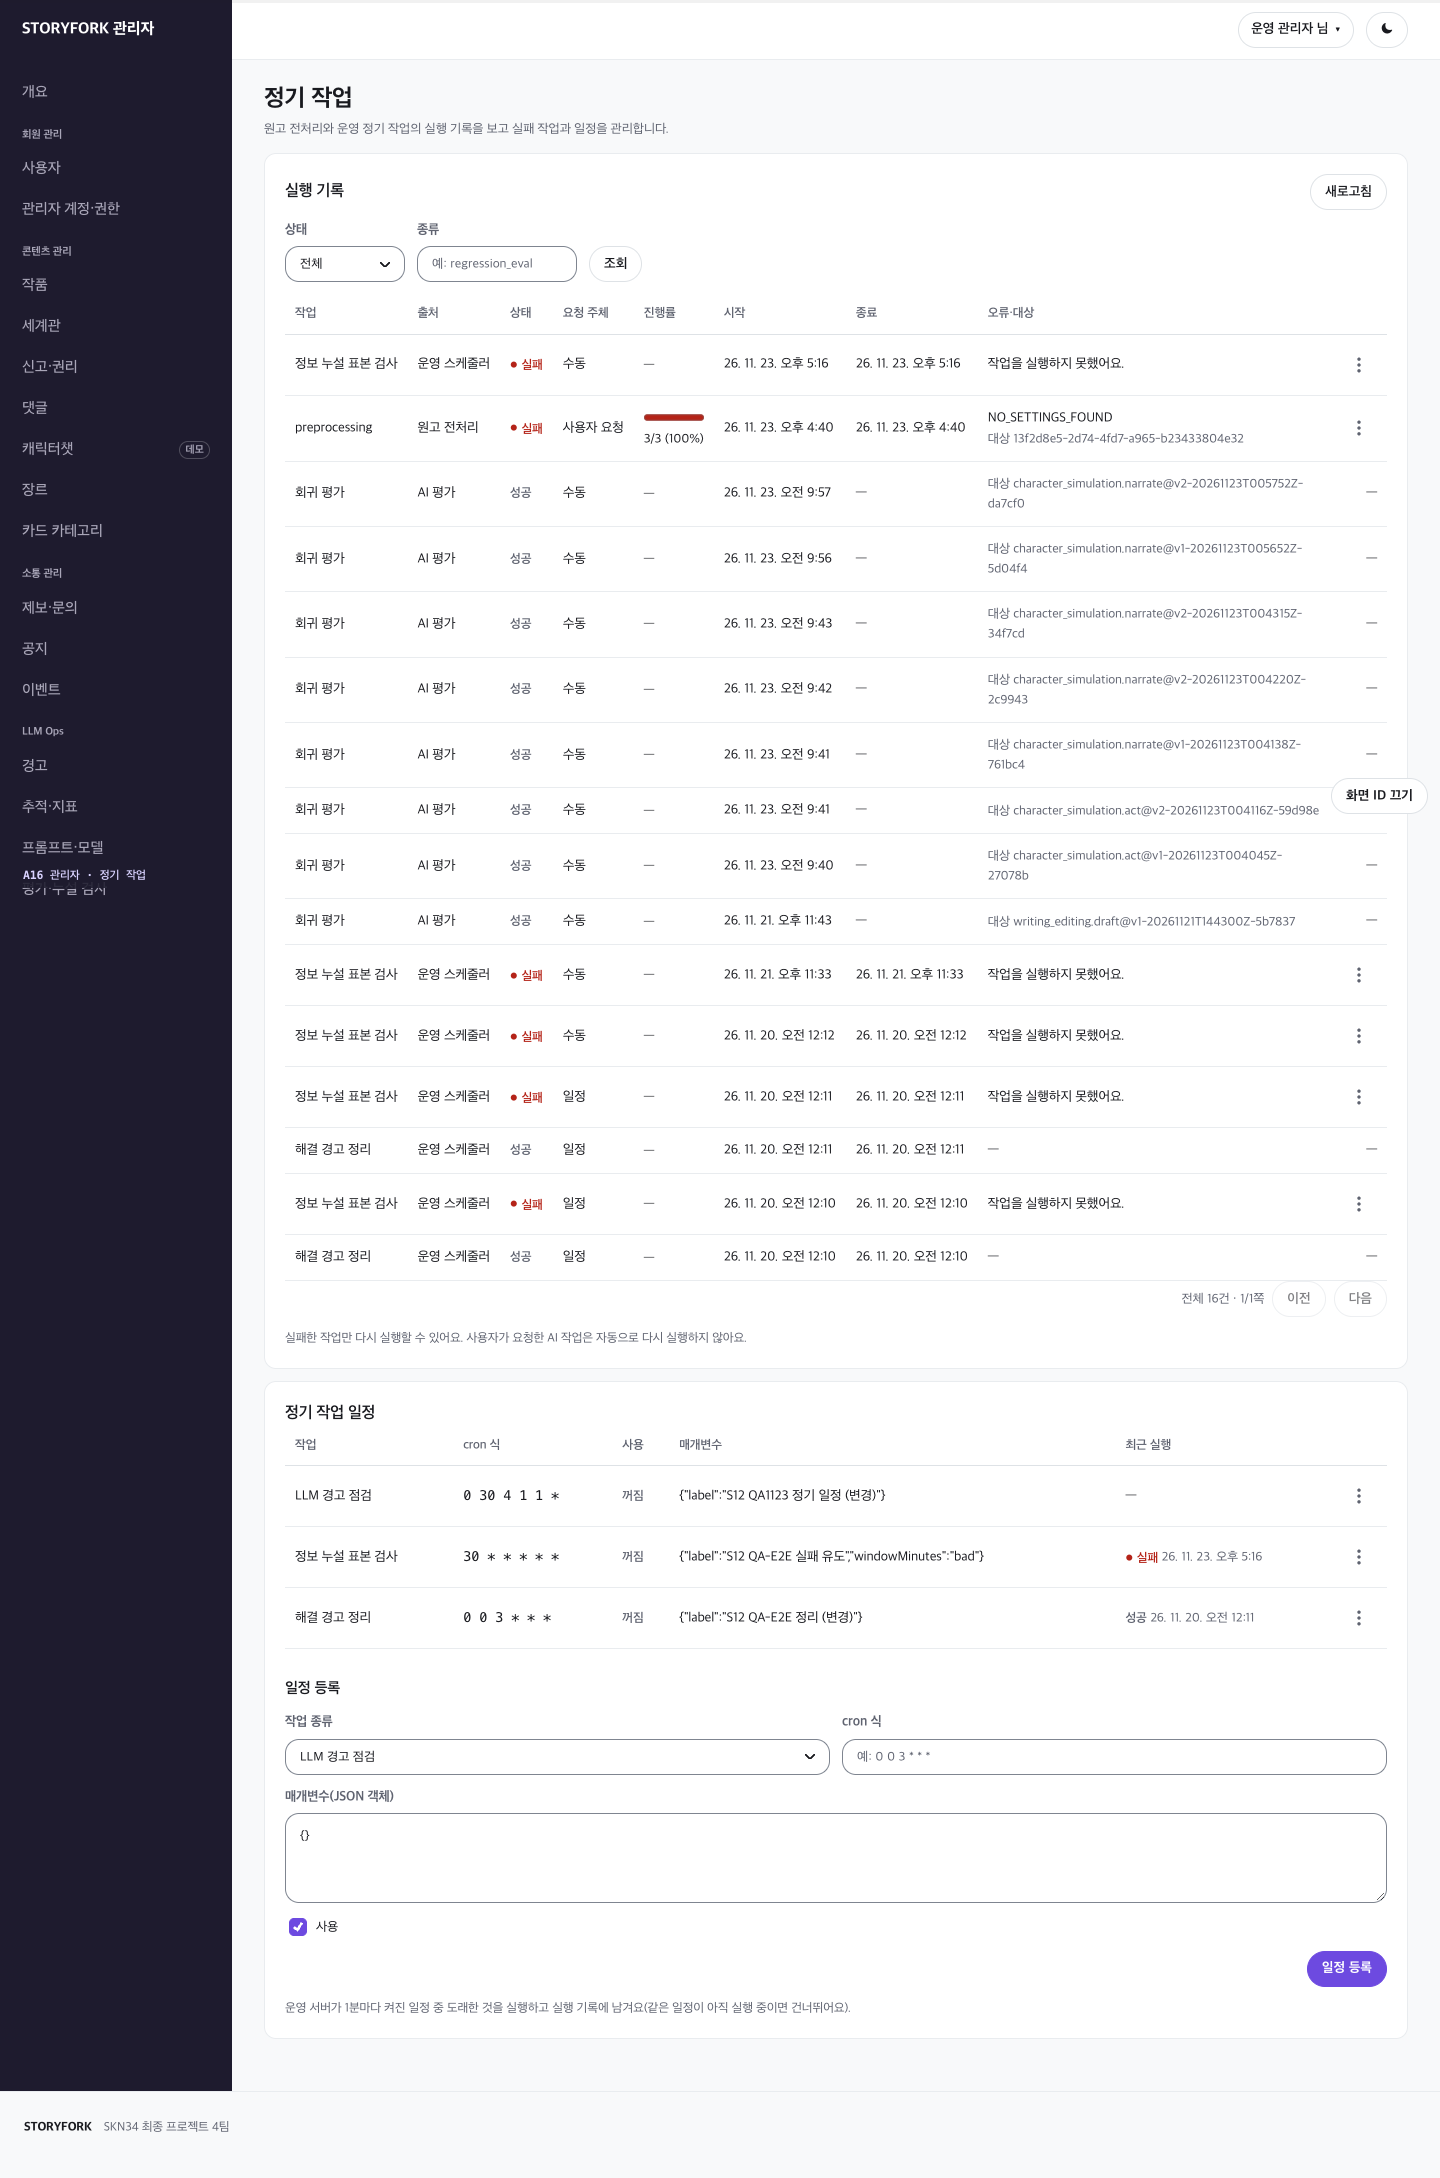 STORYFORK 관리자
운영 관리자 님 ▾
개요
회원 관리
사용자
관리자 계정·권한
콘텐츠 관리
작품
세계관
신고·권리
댓글
캐릭터챗 데모
장르
카드 카테고리
소통 관리
제보·문의
공지
이벤트
LLM Ops
경고
추적·지표
프롬프트·모델
A16 관리자 · 정기 작업
정기 작업
원고 전처리와 운영 정기 작업의 실행 기록을 보고 실패 작업과 일정을 관리합니다.
실행 기록
새로고침
상태 종류
전체 예: regression_eval 조회
작업 출처 상태 요청 주체 진행률 시작 종료 오류·대상
정보 누설 표본 검사 운영 스케줄러 ● 실패 수동 — 26. 11. 23. 오후 5:16 26. 11. 23. 오후 5:16 작업을 실행하지 못했어요.
preprocessing 원고 전처리 ● 실패 사용자 요청 3/3 (100%) 26. 11. 23. 오후 4:40 26. 11. 23. 오후 4:40 NO_SETTINGS_FOUND
대상 13f2d8e5-2d74-4fd7-a965-b23433804e32
회귀 평가 AI 평가 성공 수동 — 26. 11. 23. 오전 9:57 — 대상 character_simulation.narrate@v2-20261123T005752Z- —
da7cf0
회귀 평가 AI 평가 성공 수동 — 26. 11. 23. 오전 9:56 — 대상 character_simulation.narrate@v1-20261123T005652Z- —
5d04f4
회귀 평가 AI 평가 성공 수동 — 26. 11. 23. 오전 9:43 — 대상 character_simulation.narrate@v2-20261123T004315Z- —
34f7cd
회귀 평가 AI 평가 성공 수동 — 26. 11. 23. 오전 9:42 — 대상 character_simulation.narrate@v2-20261123T004220Z- —
2c9943
회귀 평가 AI 평가 성공 수동 — 26. 11. 23. 오전 9:41 — 대상 character_simulation.narrate@v1-20261123T004138Z- —
761bc4
화면 ID 끄기
회귀 평가 AI 평가 성공 수동 — 26. 11. 23. 오전 9:41 — 대상 character_simulation.act@v2-20261123T004116Z-59d98e
회귀 평가 AI 평가 성공 수동 — 26. 11. 23. 오전 9:40 — 대상 character_simulation.act@v1-20261123T004045Z- —
27078b
회귀 평가 AI 평가 성공 수동 — 26. 11. 21. 오후 11:43 — 대상 writing_editing.draft@v1-20261121T144300Z-5b7837 —
정보 누설 표본 검사 운영 스케줄러 ● 실패 수동 — 26. 11. 21. 오후 11:33 26. 11. 21. 오후 11:33 작업을 실행하지 못했어요.
정보 누설 표본 검사 운영 스케줄러 ● 실패 수동 — 26. 11. 20. 오전 12:12 26. 11. 20. 오전 12:12 작업을 실행하지 못했어요.
정보 누설 표본 검사 운영 스케줄러 ● 실패 일정 — 26. 11. 20. 오전 12:11 26. 11. 20. 오전 12:11 작업을 실행하지 못했어요.
해결 경고 정리 운영 스케줄러 성공 일정 — 26. 11. 20. 오전 12:11 26. 11. 20. 오전 12:11 — —
정보 누설 표본 검사 운영 스케줄러 ● 실패 일정 — 26. 11. 20. 오전 12:10 26. 11. 20. 오전 12:10 작업을 실행하지 못했어요.
해결 경고 정리 운영 스케줄러 성공 일정 — 26. 11. 20. 오전 12:10 26. 11. 20. 오전 12:10 — —
전체 16건 · 1/1쪽 이전 다음
실패한 작업만 다시 실행할 수 있어요. 사용자가 요청한 AI 작업은 자동으로 다시 실행하지 않아요.
정기 작업 일정
작업 cron 식 사용 매개변수 최근 실행
LLM 경고 점검 0 30 4 1 1 * 꺼짐 {"label":"S12 QA1123 정기 일정 (변경)"} —
정보 누설 표본 검사 30 * * * * * 꺼짐 {"label":"S12 QA-E2E 실패 유도","windowMinutes":"bad"} ● 실패 26. 11. 23. 오후 5:16
해결 경고 정리 0 0 3 * * * 꺼짐 {"label":"S12 QA-E2E 정리 (변경)"} 성공 26. 11. 20. 오전 12:11
일정 등록
작업 종류 cron 식
LLM 경고 점검 예: 0 0 3 * * *
매개변수(JSON 객체)
{}
사용
일정 등록
운영 서버가 1분마다 켜진 일정 중 도래한 것을 실행하고 실행 기록에 남겨요(같은 일정이 아직 실행 중이면 건너뛰어요).
STORYFORK SKN34 최종 프로젝트 4팀